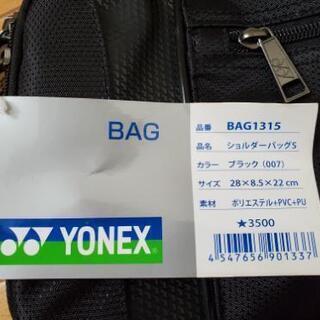 BAG
YONEX
品番 BAG1315
品名 ショルダーバッグS
カラー ブラック（007）
サイズ 28×8.5×22cm
素材 ポリエステル+PVC+PU
★3500
4 547656 901337